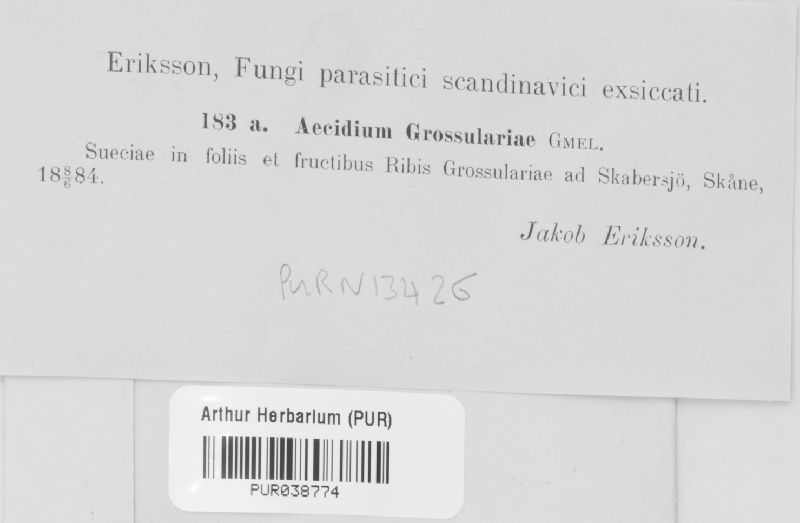 Eriksson, Fungi parasitici scandinavici exsiccati.
183 a. Aecidium Grossulariae GMEL.
Sueciae in foliis et fructibus Ribis Grossulariae ad Skabersjö, Skåne,
18 8/6 84.
Jakob Eriksson.
PURN13426
Arthur Herbarium (PUR)
PUR038774